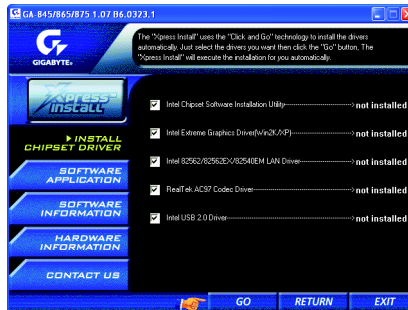 GA-845/865/875 1.07 B6.0323.1
The "Xpress Install" uses the "Click and Go" technology to install the drivers
automatically. Just select the drivers you want then click the "Go" button, The
"Xpress Install" will execute the installation for you automatically.
GIGABYTE
Xpress-
install
Intel Chipset Software Installation Utility
not installed
INSTALL
CHIPSET DRIVER
Intel Extreme Graphics Driver(Win2K/XP)
not installed
Intel 82562/82562EX/82540EM LAN Driver
not installed
SOFTWARE
APPLICATION
RealTek AC97 Codec Driver
not installed
SOFTWARE
INFORMATION
Intel USB 2.0 Driver
not installed
HARDWARE
INFORMATION
CONTACT US
GO
RETURN
EXIT